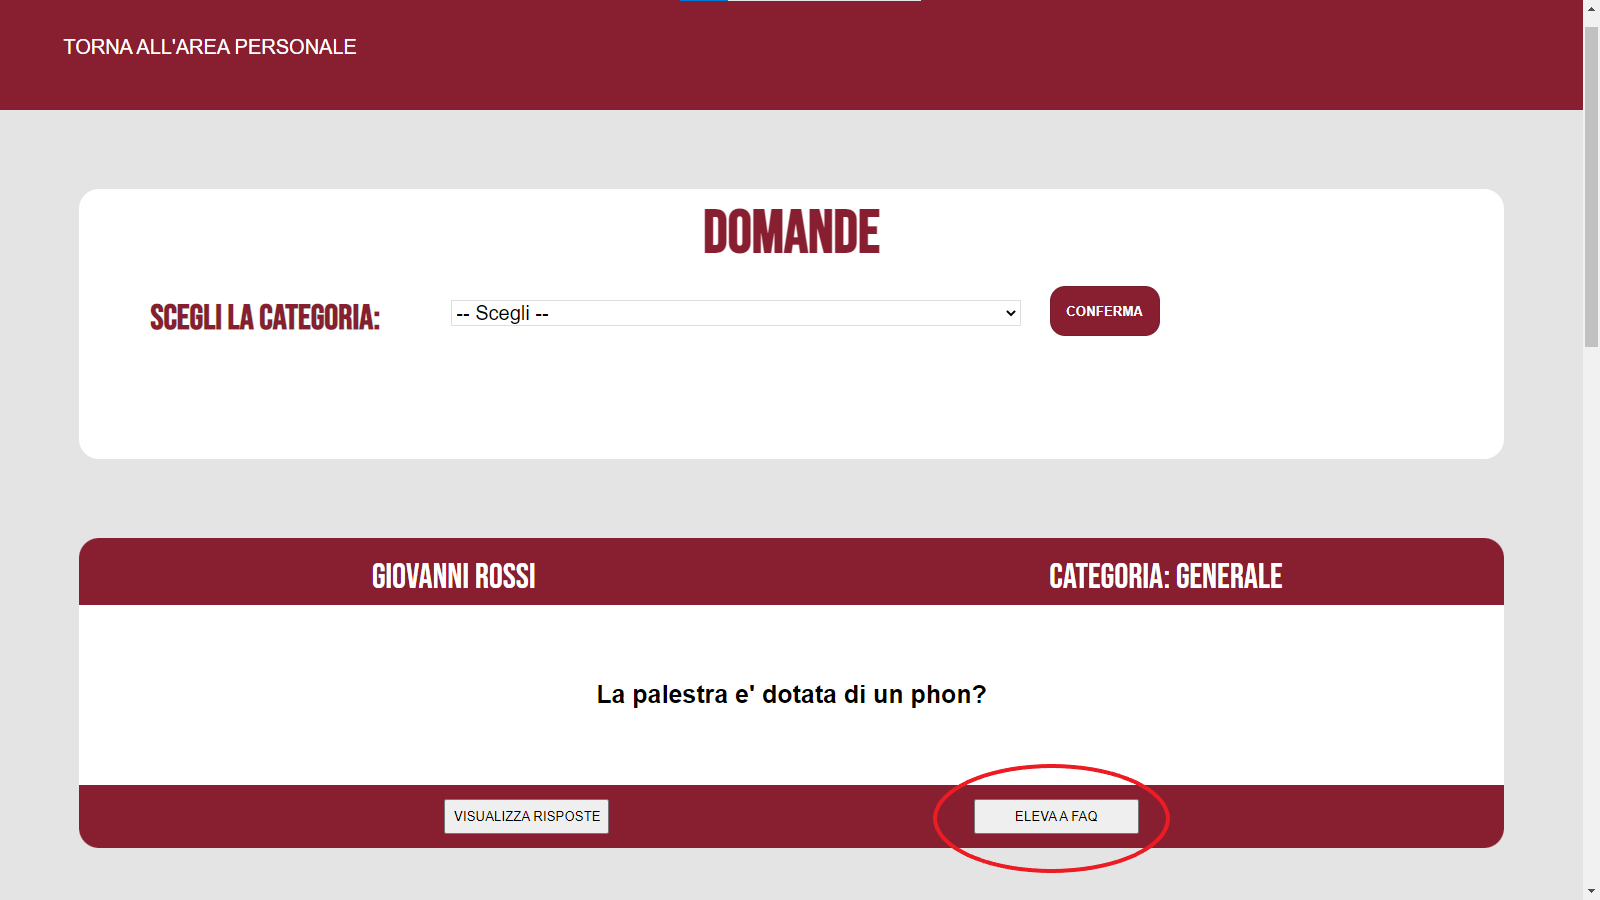 TORNA ALL'AREA PERSONALE
DOMANDE
SCEGLI LA CATEGORIA:
-- Scegli --
CONFERMA
GIOVANNI ROSSI
CATEGORIA: GENERALE
La palestra e' dotata di un phon?
VISUALIZZA RISPOSTE
ELEVA A FAQ